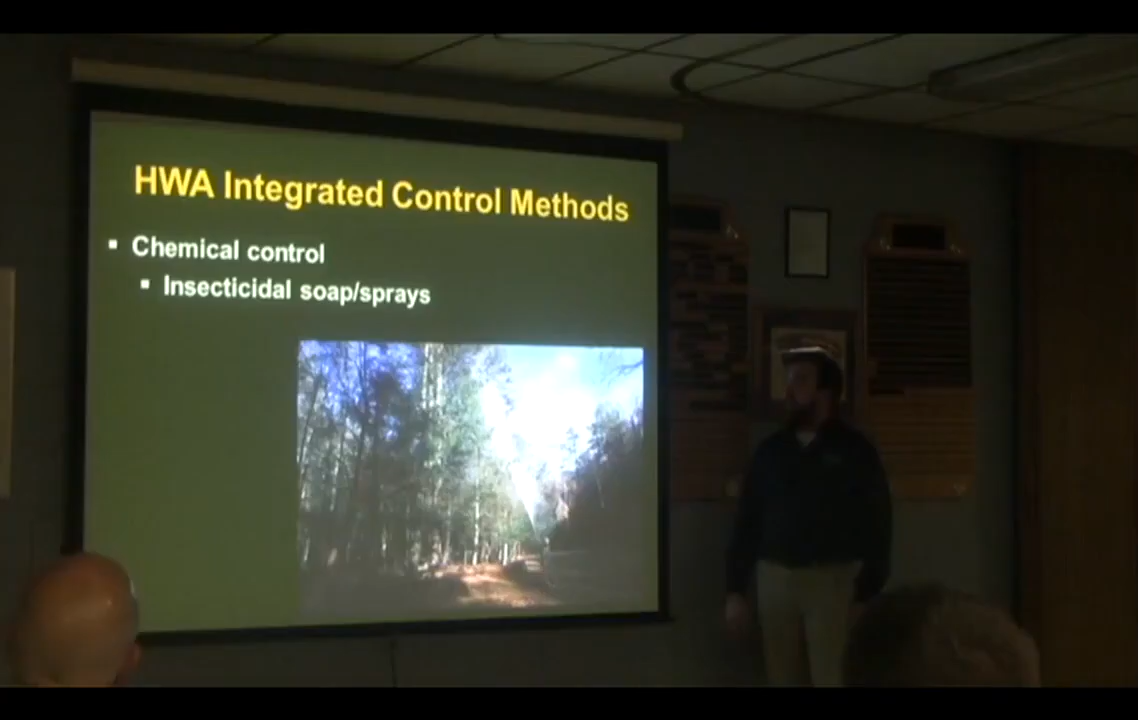 HWA Integrated Control Methods
▪ Chemical control
▪ Insecticidal soap/sprays